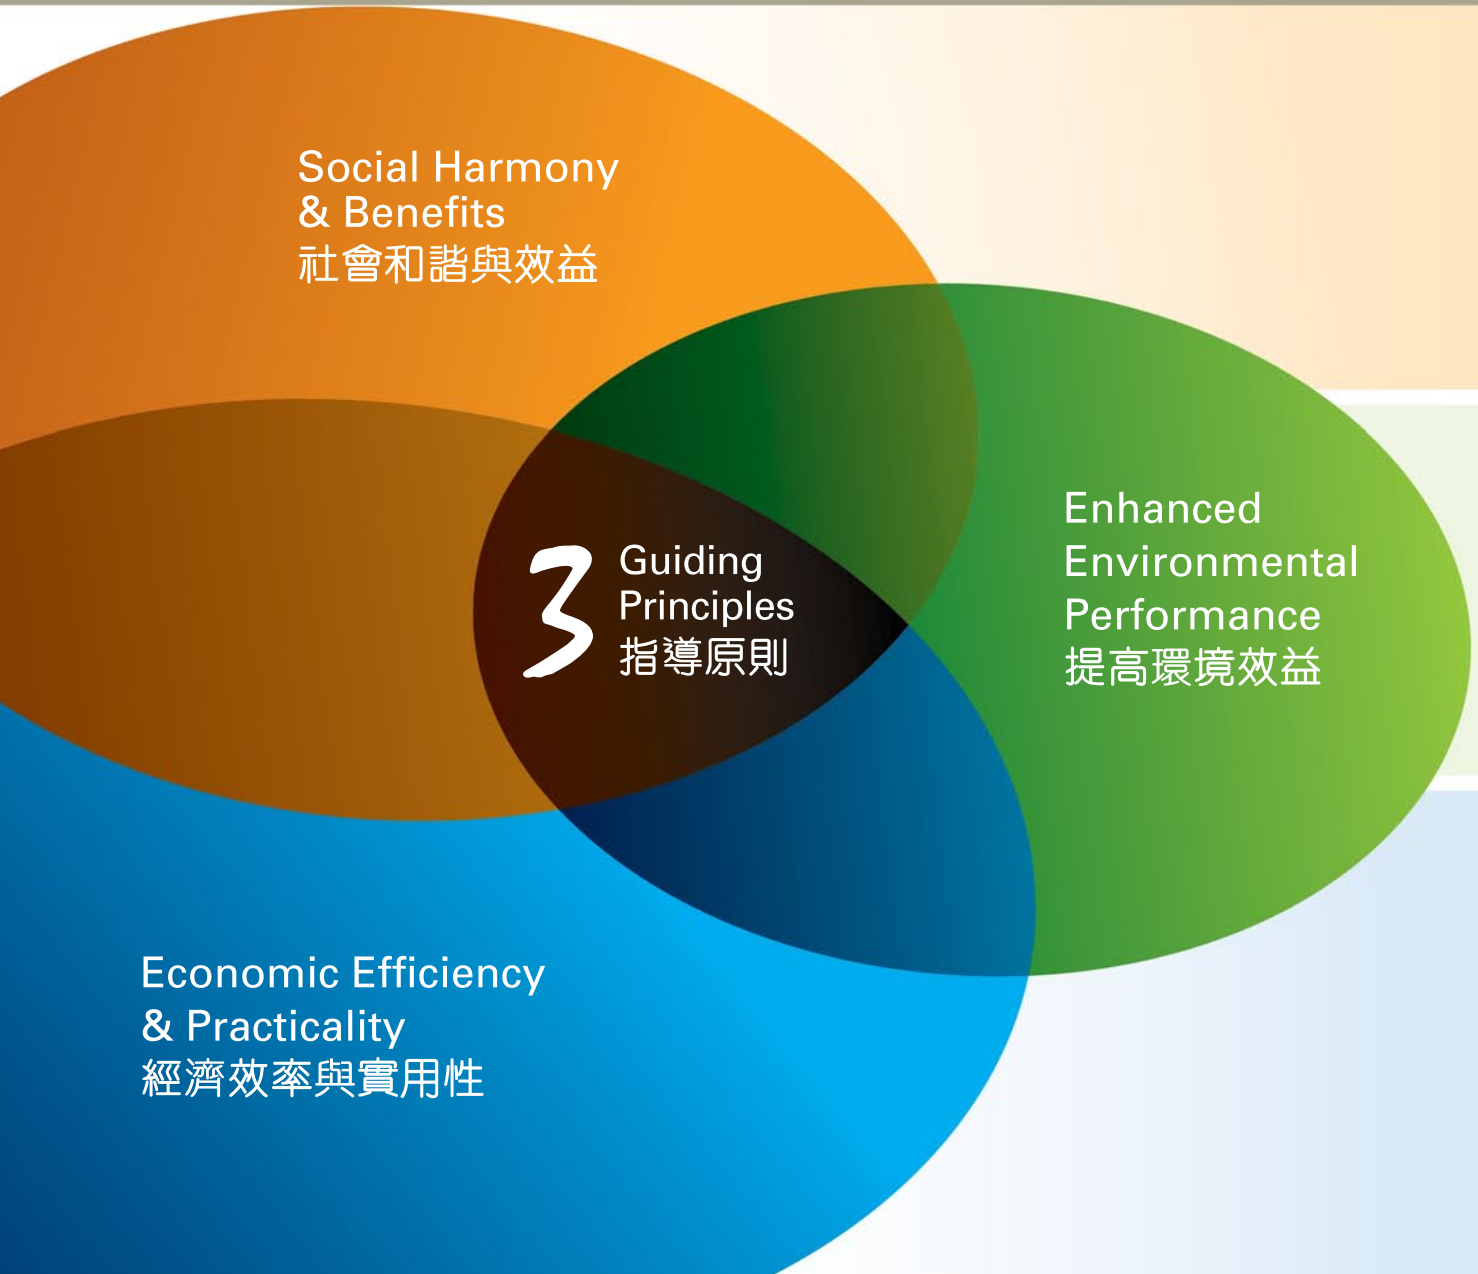 Social Harmony
& Benefits
社會和諧與效益
3 Guiding
Principles
指導原則
Enhanced
Environmental
Performance
提高環境效益
Economic Efficiency
& Practicality
經濟效率與實用性